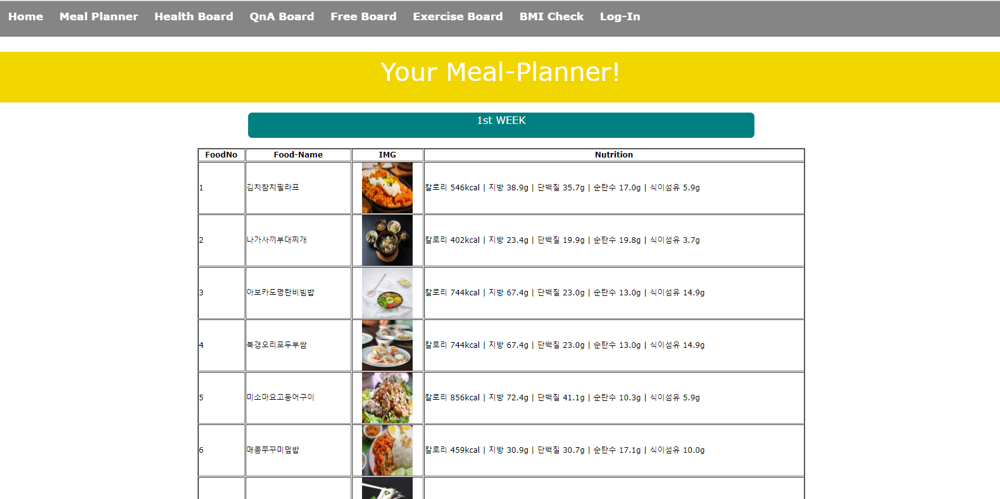 Home Meal Planner Health Board QnA Board Free Board Exercise Board BMI Check Log-In
Your Meal-Planner!
1st WEEK
FoodNo Food-Name IMG Nutrition
1 김치참치필라프 칼로리 546kcal | 지방 38.9g | 단백질 35.7g | 순탄수 17.0g | 식이섬유 5.9g
2 나가사끼부대찌개 칼로리 402kcal | 지방 23.4g | 단백질 19.9g | 순탄수 19.8g | 식이섬유 3.7g
3 아보카도명란비빔밥 칼로리 744kcal | 지방 67.4g | 단백질 23.0g | 순탄수 13.0g | 식이섬유 14.9g
4 북경오리포두부쌈 칼로리 744kcal | 지방 67.4g | 단백질 23.0g | 순탄수 13.0g | 식이섬유 14.9g
5 미소마요고등어구이 칼로리 856kcal | 지방 72.4g | 단백질 41.1g | 순탄수 10.3g | 식이섬유 5.9g
6 매콤쭈꾸미덮밥 칼로리 459kcal | 지방 30.9g | 단백질 30.7g | 순탄수 17.1g | 식이섬유 10.0g